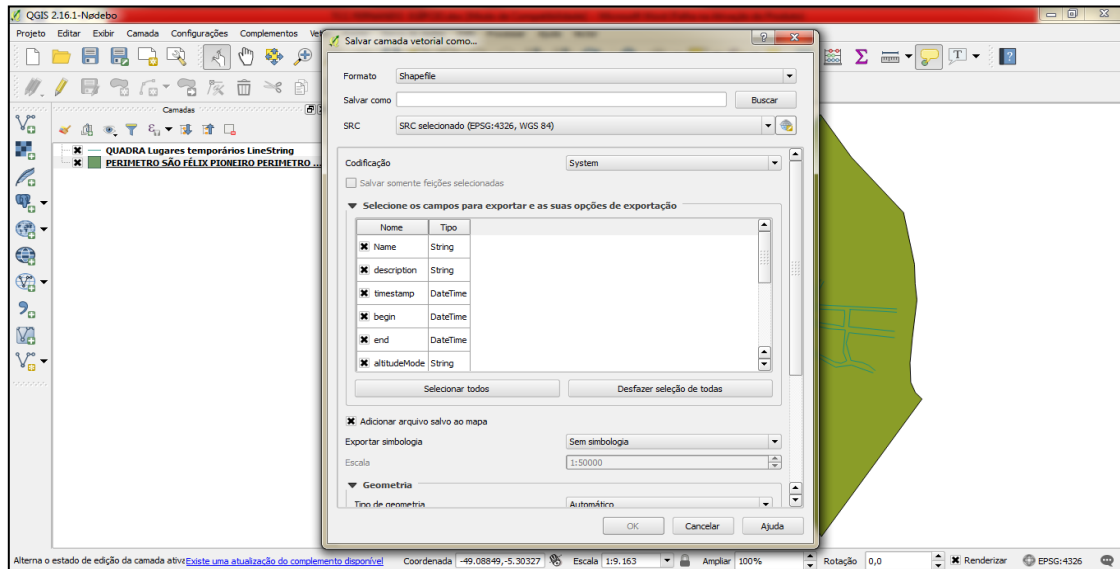 QGIS 2.16.1-Nødebo
Projeto Editar Exibir Camada Configurações Complementos
Salvar camada vetorial como...
Formato Shapefile
Salvar como Buscar
SRC SRC selecionado (EPSG:4326, WGS 84)
Camadas
QUADRA Lugares temporários LineString
PERIMETRO SÃO FÉLIX PIONEIRO PERIMETRO ...
Codificação System
Salvar somente feições selecionadas
Selecione os campos para exportar e as suas opções de exportação
Nome Tipo
Name String
description String
timestamp DateTime
begin DateTime
end DateTime
altitudeMode String
Selecionar todos Desfazer seleção de todas
Adicionar arquivo salvo ao mapa
Exportar simbologia Sem simbologia
Escala 1:50000
Geometria
Tipo de geometria Automático
OK Cancelar Ajuda
Alterna o estado de edição da camada ativa Existe uma atualização do complemento disponível Coordenada -49.08849,-5.30327 Escala 1:9.163 Ampliar 100% Rotação 0,0 Renderizar EPSG:4326